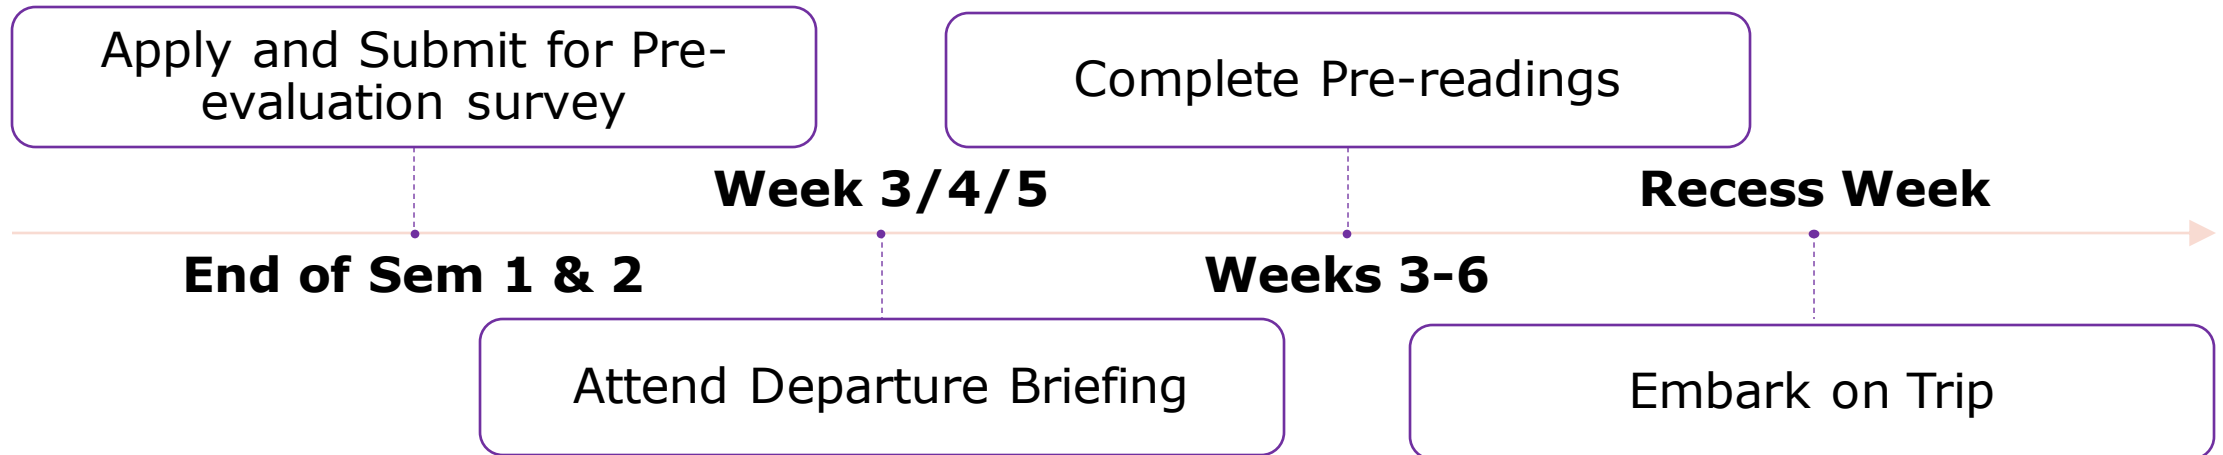 Apply and Submit for Pre-
evaluation survey
Complete Pre-readings
Week 3/4/5
Recess Week
End of Sem 1 & 2
Weeks 3-6
Attend Departure Briefing
Embark on Trip